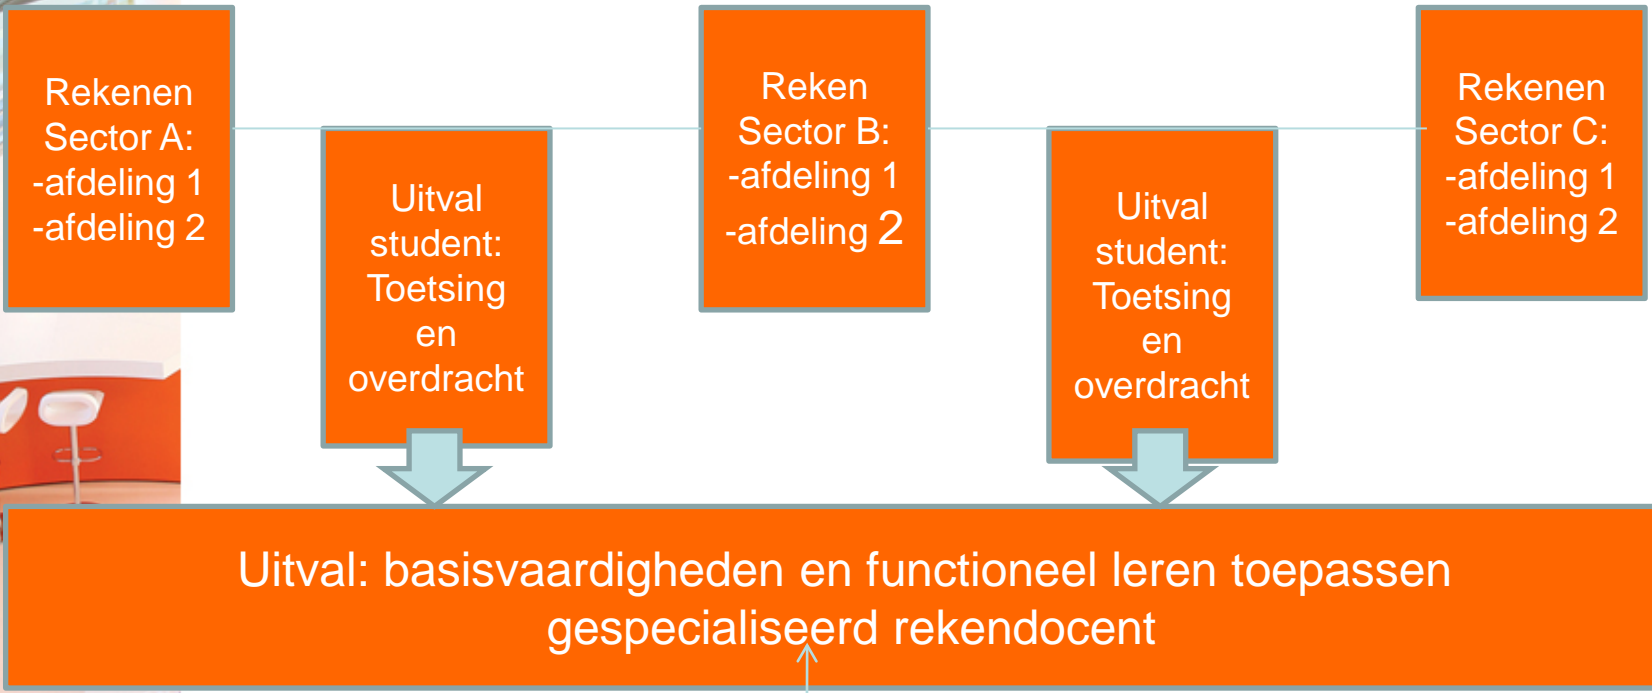 Rekenen
Sector A:
-afdeling 1
-afdeling 2
Uitval
student:
Toetsing
en
overdracht
Reken
Sector B:
-afdeling 1
-afdeling 2
Uitval
student:
Toetsing
en
overdracht
Rekenen
Sector C:
-afdeling 1
-afdeling 2
Uitval: basisvaardigheden en functioneel leren toepassen
gespecialiseerd rekendocent